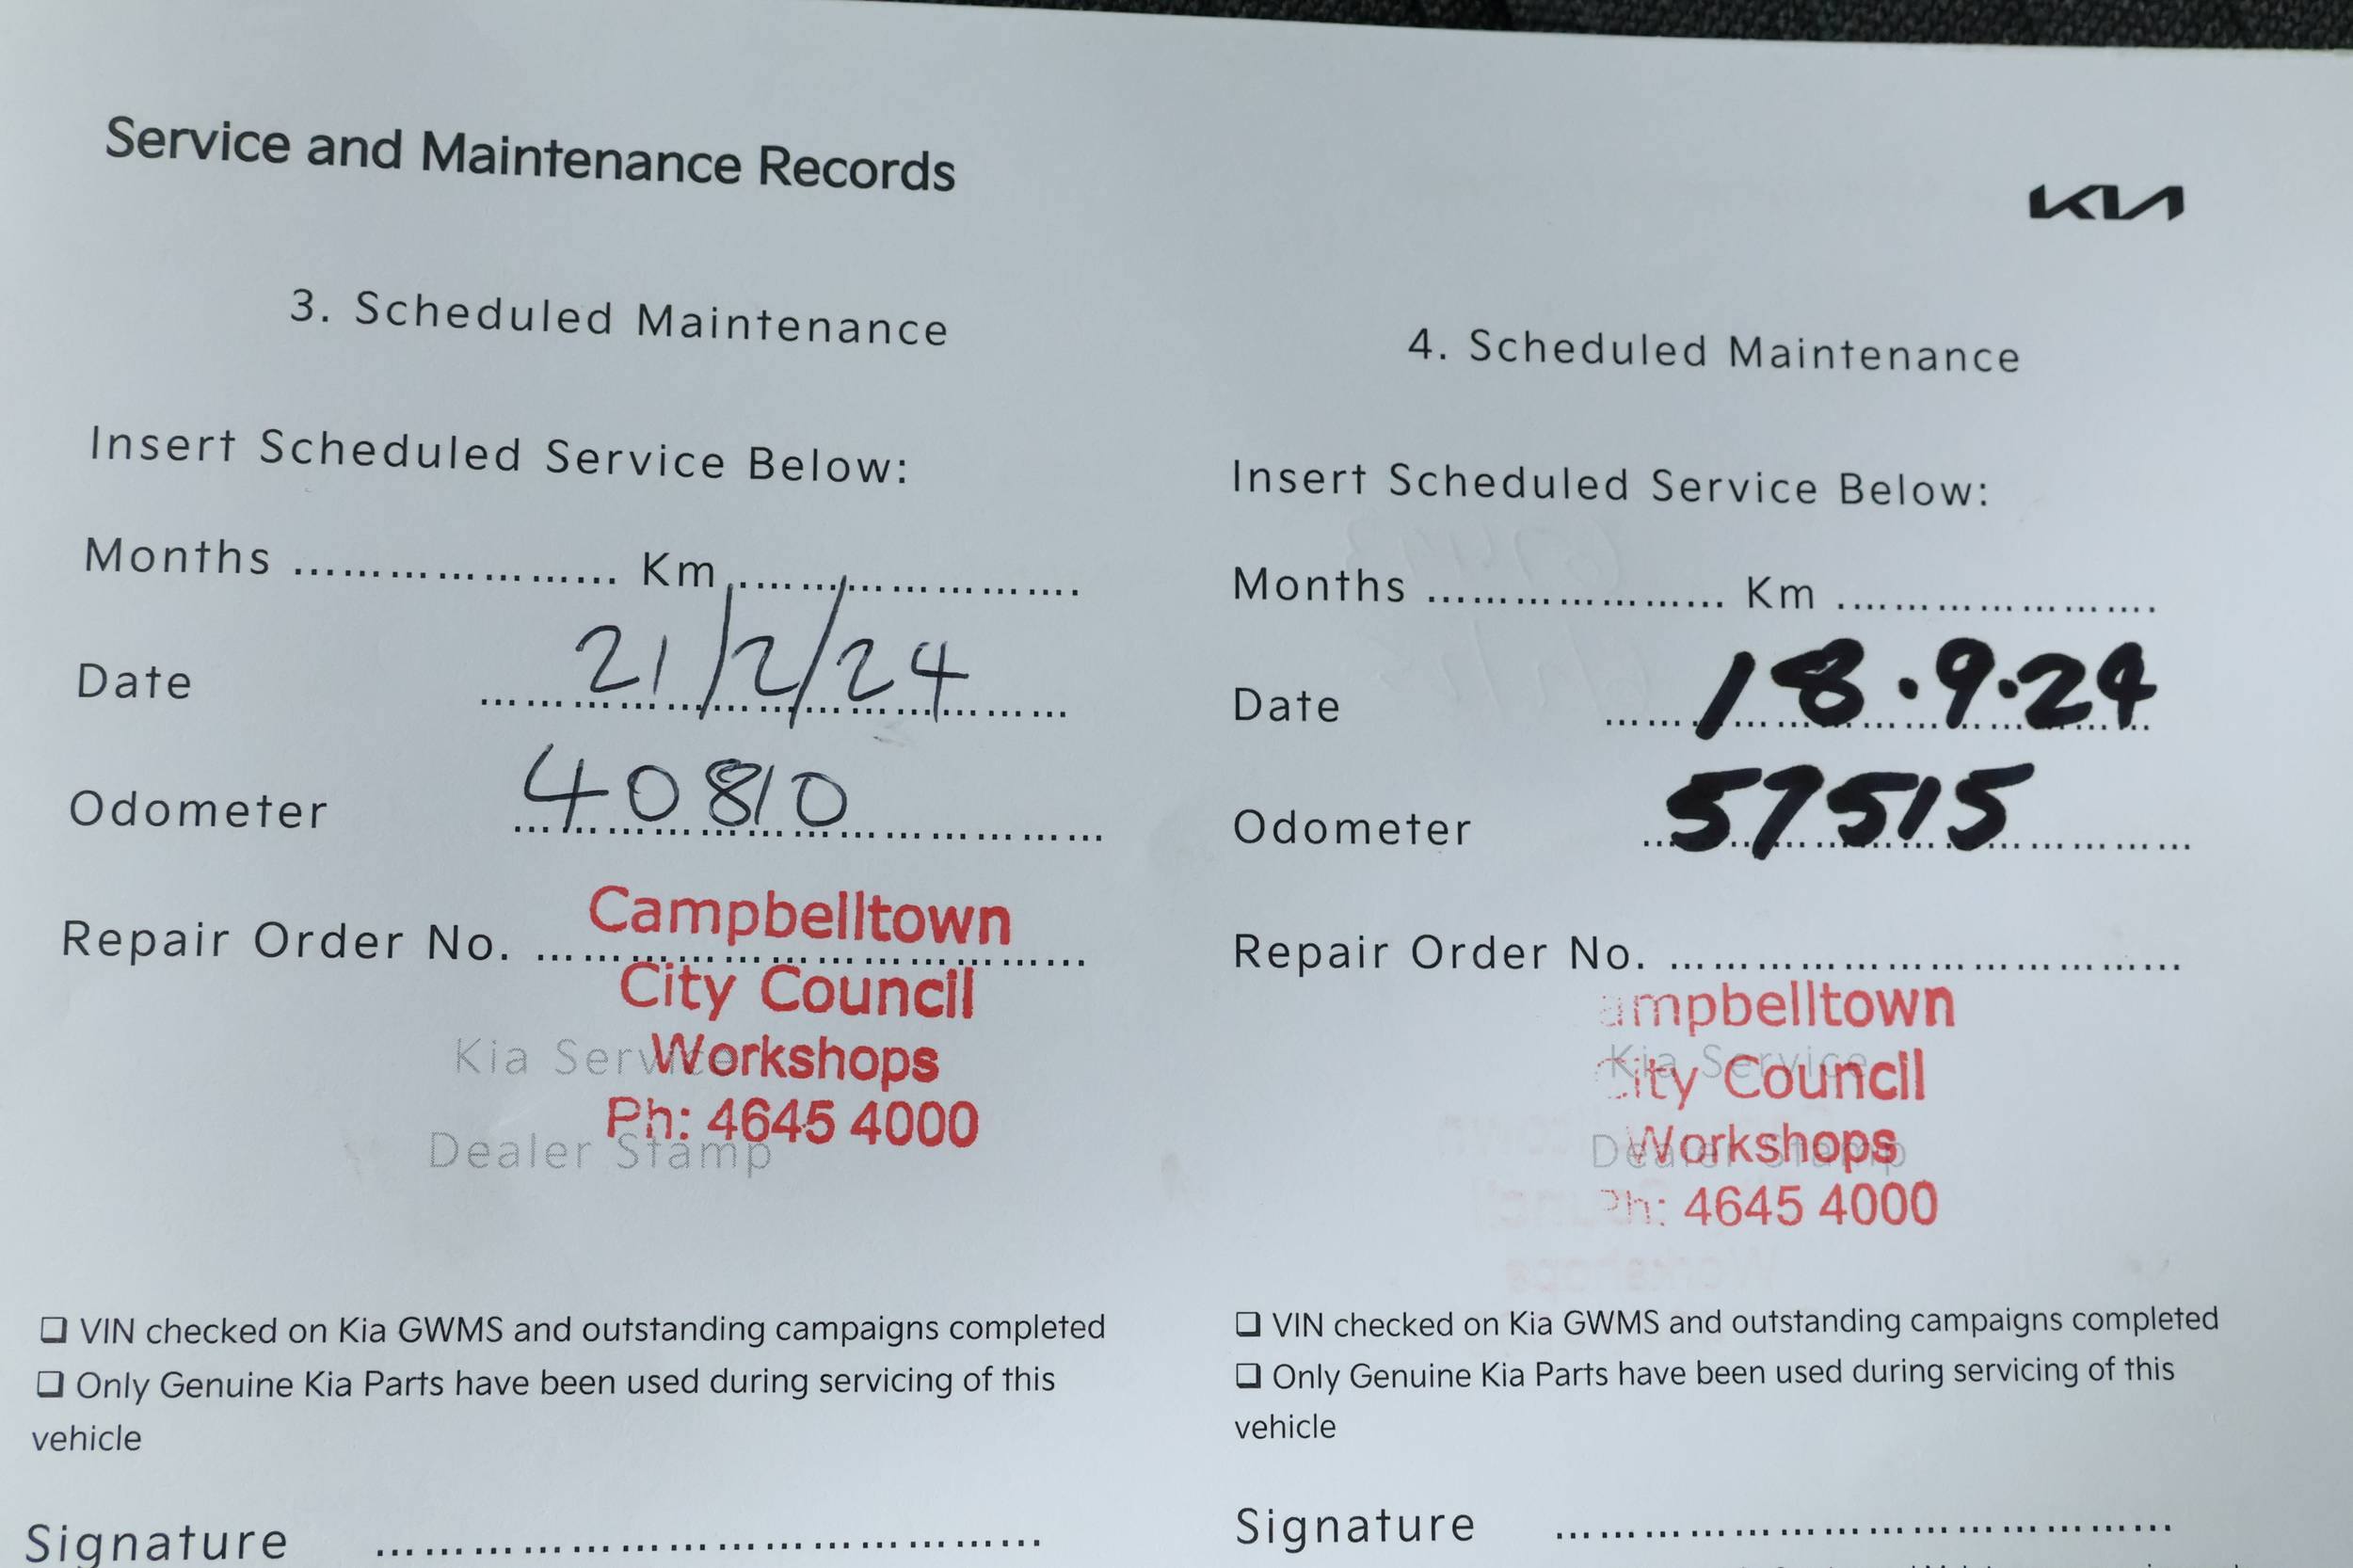 Service and Maintenance Records
KIA
3. Scheduled Maintenance
Insert Scheduled Service Below:
Months ........................ Km ........................
Date 21/2/24
Odometer 40810
Repair Order No. ........................
Campbelltown
City Council
Kia Service
Workshops
Ph: 4645 4000
Dealer Stamp
❑ VIN checked on Kia GWMS and outstanding campaigns completed
❑ Only Genuine Kia Parts have been used during servicing of this
vehicle
Signature ........................
4. Scheduled Maintenance
Insert Scheduled Service Below:
Months ........................ Km ........................
Date 18.9.24
Odometer 57515
Repair Order No. ........................
ampbelltown
Kia Service
City Council
Dealer Stamp
Workshops
Ph: 4645 4000
❑ VIN checked on Kia GWMS and outstanding campaigns completed
❑ Only Genuine Kia Parts have been used during servicing of this
vehicle
Signature ........................